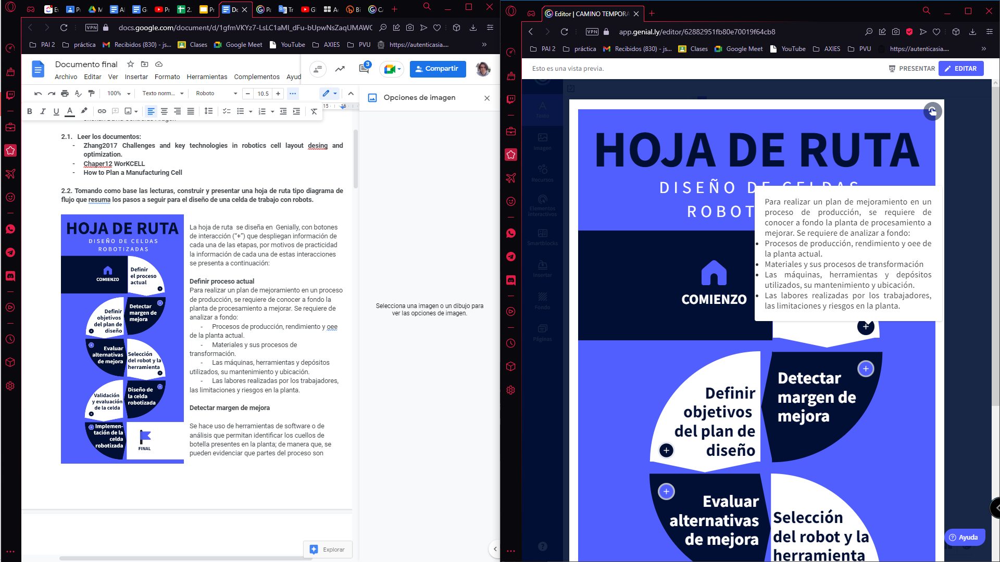 Ev
P
M
Al
G
Pr
2.
Pr
Do
Pa
Tr
G
A
Bi
C/
VPN
docs.google.com/document/d/1gfmVKYz7-LsLC1aMI_dFu-bUpwNsZaqUMAWC
PAI 2
práctica
Recibidos (830) - js...
Clases
Google Meet
YouTube
AXIES
PVU
https://autenticasia....
»
Documento final
Archivo
Editar
Ver
Insertar
Formato
Herramientas
Complementos
Ayud
3
Compartir
100%
Texto norm...
Roboto
10.5
15
16
Opciones de imagen
Selecciona una imagen o un dibujo para
ver las opciones de imagen.
2.1. Leer los documentos:
- Zhang2017 Challenges and key technologies in robotics cell layout desing and
optimization.
- Chaper12 WorKCELL
- How to Plan a Manufacturing Cell
2.2. Tomando como base las lecturas, construir y presentar una hoja de ruta tipo diagrama de
flujo que resuma los pasos a seguir para el diseño de una celda de trabajo con robots.
HOJA DE RUTA
DISEÑO DE CELDAS
ROBOTIZADAS
COMIENZO
Definir
el proceso
actual
Definir
objetivos
del plan de
diseño
Detectar
margen de
mejora
Evaluar
alternativas
de mejora
Selección
del robot y la
herramienta
Validación
y evaluación
de la celda
Diseño de
la celda
robotizada
Implemen-
tación de la
celda
robotizada
FINAL
La hoja de ruta se diseña en Genially, con botones
de interacción (“+”) que despliegan información de
cada una de las etapas, por motivos de practicidad
la información de cada una de estas interacciones
se presenta a continuación:
Definir proceso actual
Para realizar un plan de mejoramiento en un proceso
de producción, se requiere de conocer a fondo la
planta de procesamiento a mejorar. Se requiere de
analizar a fondo:
- Procesos de producción, rendimiento y oee
de la planta actual.
- Materiales y sus procesos de
transformación.
- Las máquinas, herramientas y depósitos
utilizados, su mantenimiento y ubicación.
- Las labores realizadas por los trabajadores,
las limitaciones y riesgos en la planta.
Detectar margen de mejora
Se hace uso de herramientas de software o de
análisis que permitan identificar los cuellos de
botella presentes en la planta; de manera que, se
pueden evidenciar que partes del proceso son
Explorar
Editor | CAMINO TEMPORA
VPN
app.genial.ly/editor/62882951fb80e70019f64cb8
PAI 2
práctica
Recibidos (830) - js...
Clases
Google Meet
YouTube
AXIES
PVU
https://autenticasia....
»
Esto es una vista previa.
PRESENTAR
EDITAR
Texto
Imagen
Recursos
Elementos
interactivos
Smartblocks
Insertar
Fondo
Páginas
HOJA DE RUTA
DISEÑO DE CELDAS
ROBOT
COMIENZO
Para realizar un plan de mejoramiento en un
proceso de producción, se requiere de
conocer a fondo la planta de procesamiento a
mejorar. Se requiere de analizar a fondo:
• Procesos de producción, rendimiento y oee de
la planta actual.
• Materiales y sus procesos de transformación
• Las máquinas, herramientas y depósitos
utilizados, su mantenimiento y ubicación.
• Las labores realizadas por los trabajadores,
las limitaciones y riesgos en la planta.
Definir
objetivos
del plan de
diseño
Detectar
margen de
mejora
Evaluar
alternativas
de mejora
Selección
del robot y la
herramienta
Ayuda